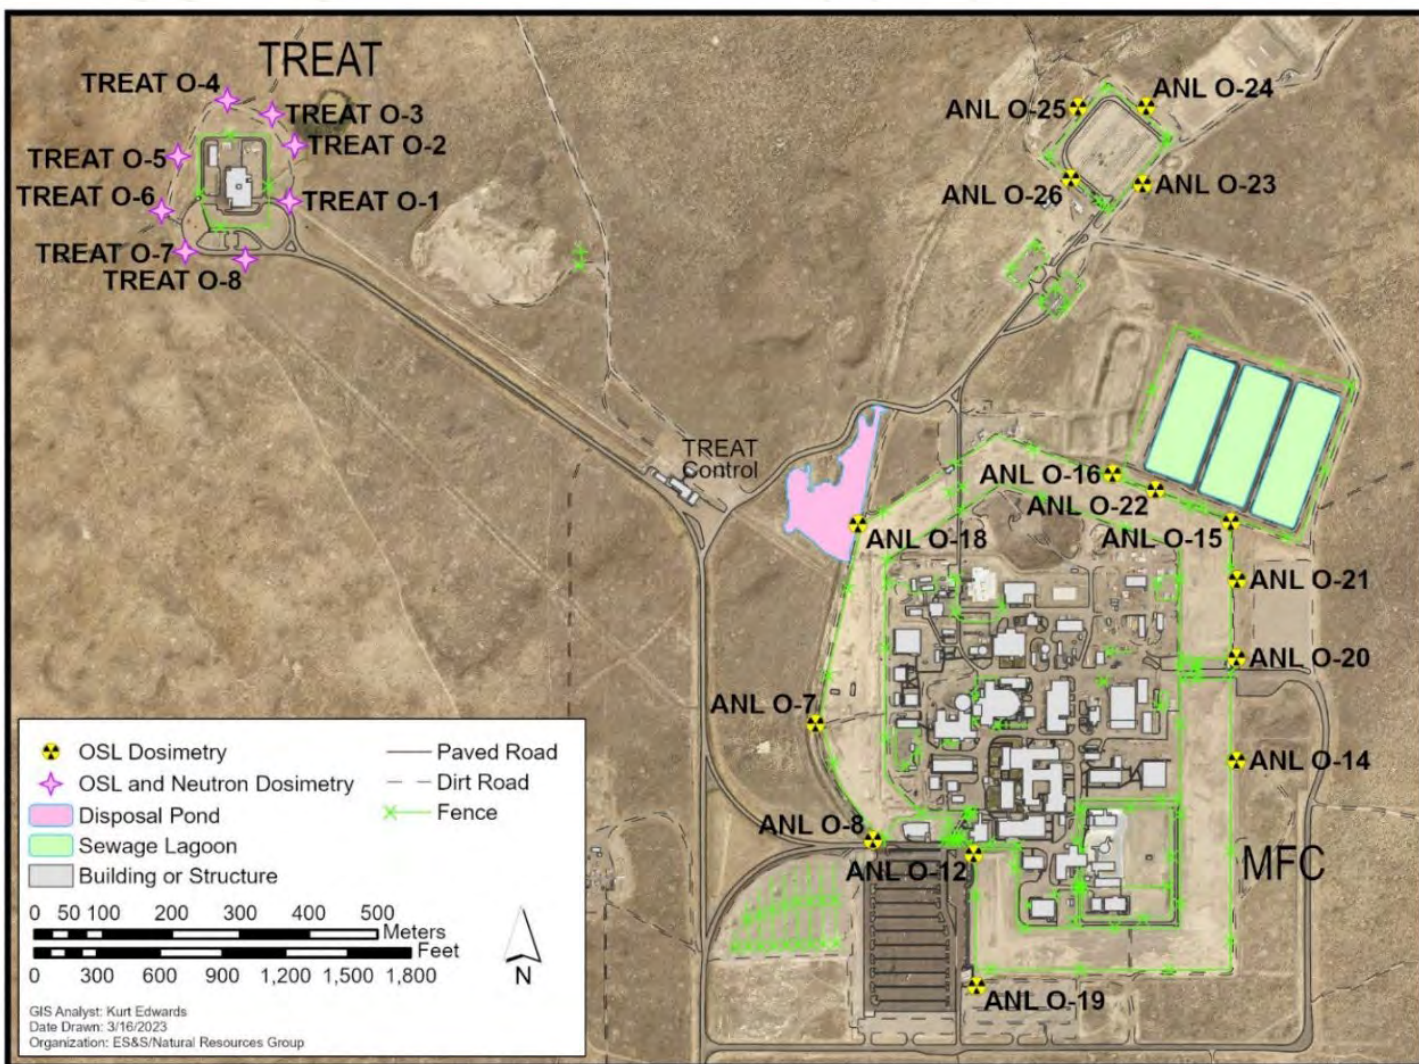 TREAT
TREAT O-4
TREAT O-3
TREAT O-2
TREAT O-5
TREAT O-6
TREAT O-1
TREAT O-7
TREAT O-8
ANL O-25
ANL O-24
ANL O-26
ANL O-23
TREAT
Control
ANL O-16
ANL O-22
ANL O-18
ANL O-15
ANL O-21
ANL O-20
ANL O-7
ANL O-14
ANL O-8
ANL O-12
MFC
ANL O-19
OSL Dosimetry
OSL and Neutron Dosimetry
Disposal Pond
Sewage Lagoon
Building or Structure
Paved Road
Dirt Road
Fence
0 50 100 200 300 400 500
Meters
Feet
0 300 600 900 1,200 1,500 1,800
N
GIS Analyst: Kurt Edwards
Date Drawn: 3/16/2023
Organization: ES&S/Natural Resources Group